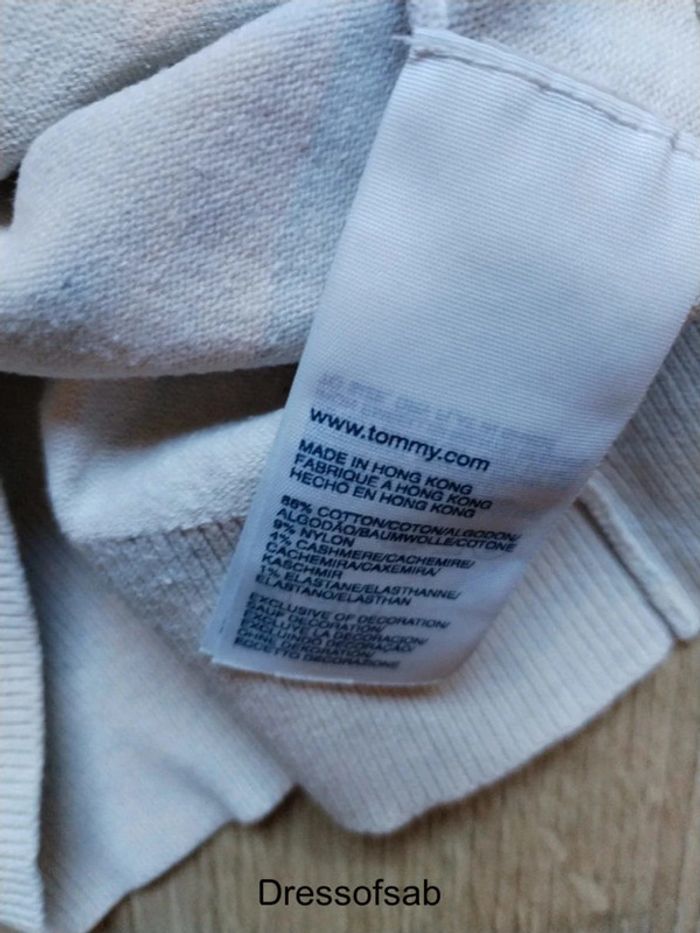 www.tommy.com
MADE IN HONG KONG
FABRIQUE A HONG KONG
HECHO EN HONG KONG
86% COTTON/COTON/ALGODON/
ALGODÃO/BAUMWOLLE/COTONE
9% NYLON
4% CASHMERE/CACHEMIRE/
CACHEMIRA/CAXEMIRA/
KASCHMIR
1% ELASTANE/ELASTHANNE/
ELASTANO/ELASTHAN
EXCLUSIVE OF DECORATION/
SAUF DECORATION/
EXCLUYE LA DECORACION/
EXCLUINDO DECORAÇÃO/
OHNE DEKORATION/
ECCETTO DECORAZIONE
Dressofsab